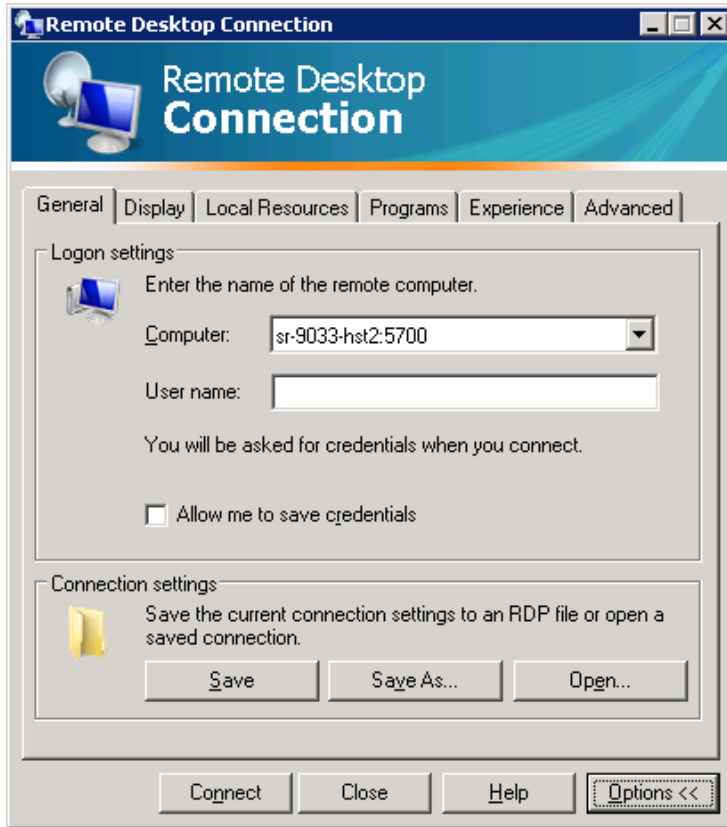 Remote Desktop Connection
Remote Desktop
Connection
General Display Local Resources Programs Experience Advanced
Logon settings
Enter the name of the remote computer.
Computer: sr-9033-hst2:5700
User name:
You will be asked for credentials when you connect.
Allow me to save credentials
Connection settings
Save the current connection settings to an RDP file or open a
saved connection.
Save Save As... Open...
Connect Close Help Options <<